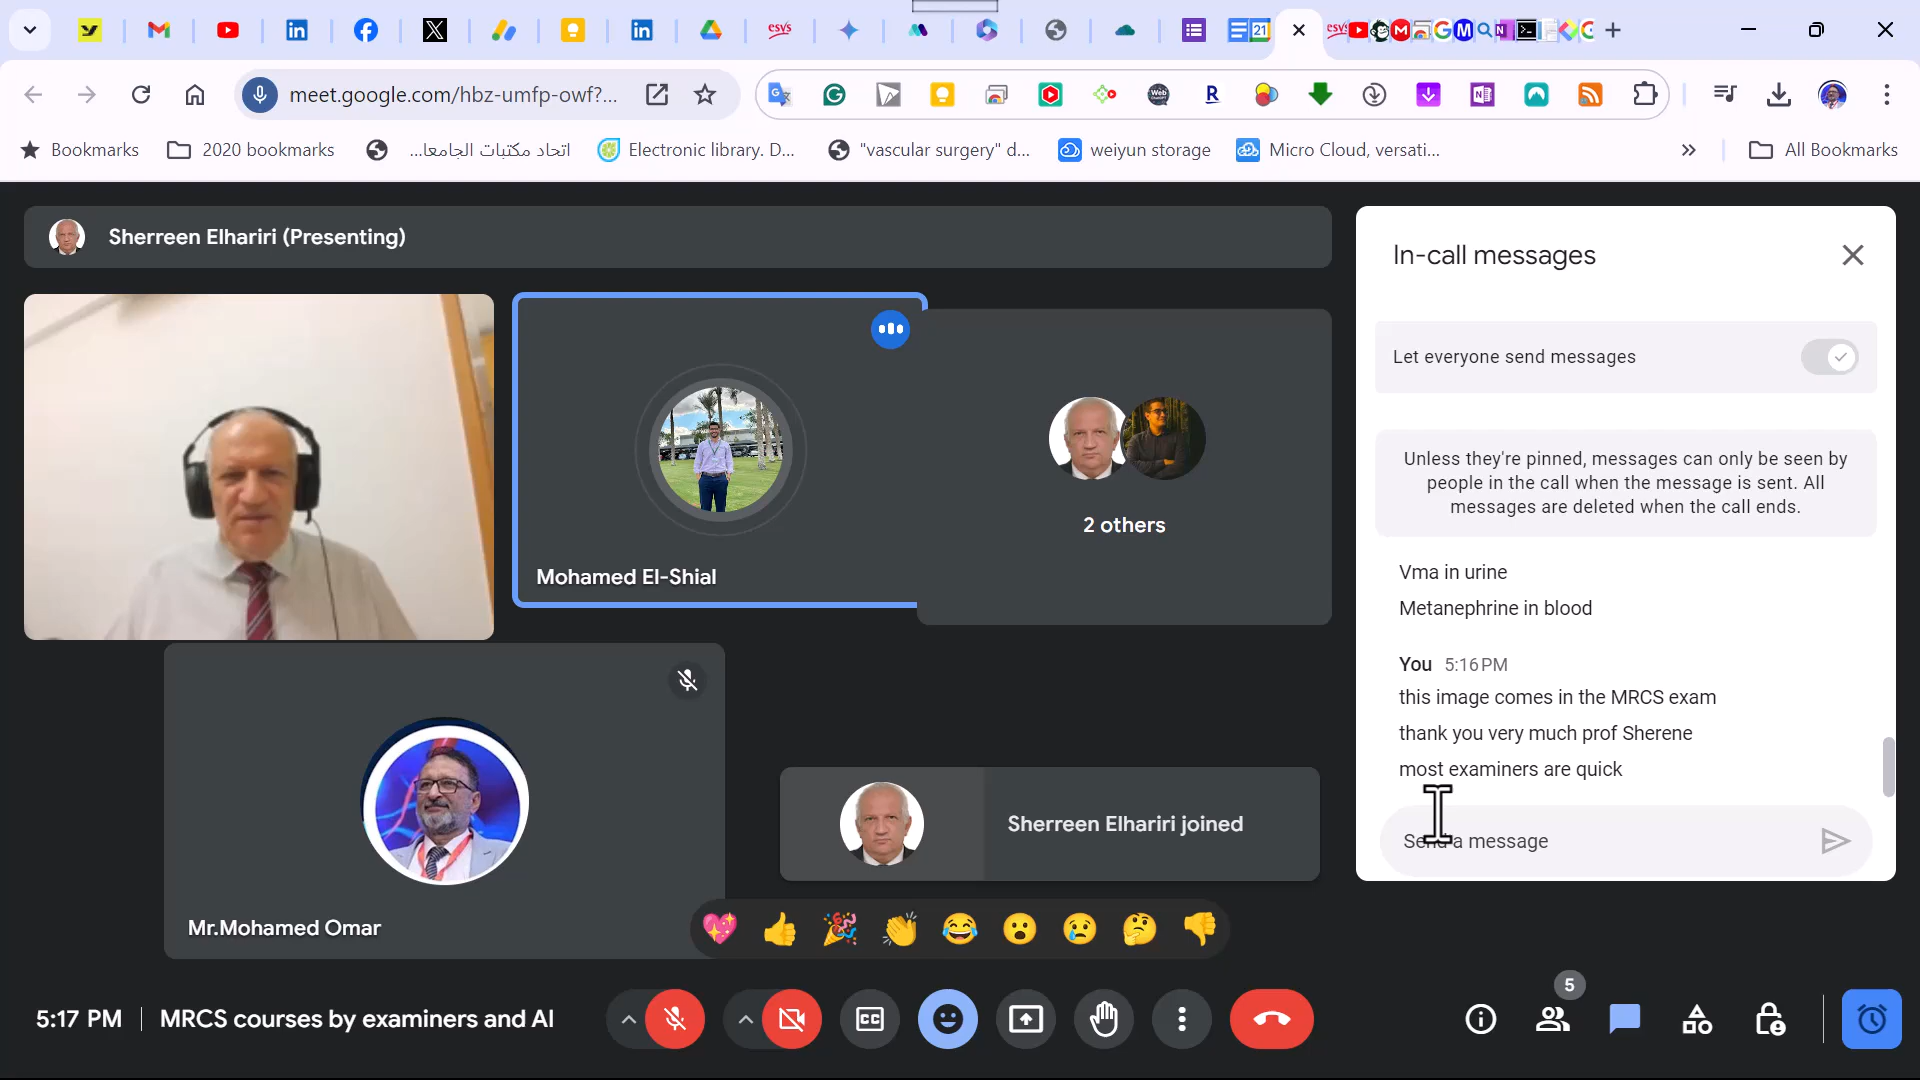 esys
21
esys
meet.google.com/hbz-umfp-owf?...
Bookmarks
2020 bookmarks
اتحاد مكتبات الجامعا...
Electronic library. D...
"vascular surgery" d...
weiyun storage
Micro Cloud, versati...
All Bookmarks
Sherreen Elhariri (Presenting)
Mohamed El-Shial
2 others
Mr.Mohamed Omar
Sherreen Elhariri joined
In-call messages
Let everyone send messages
Unless they're pinned, messages can only be seen by
people in the call when the message is sent. All
messages are deleted when the call ends.
Vma in urine
Metanephrine in blood
You 5:16 PM
this image comes in the MRCS exam
thank you very much prof Sherene
most examiners are quick
Send a message
5:17 PM
MRCS courses by examiners and AI
CC
5